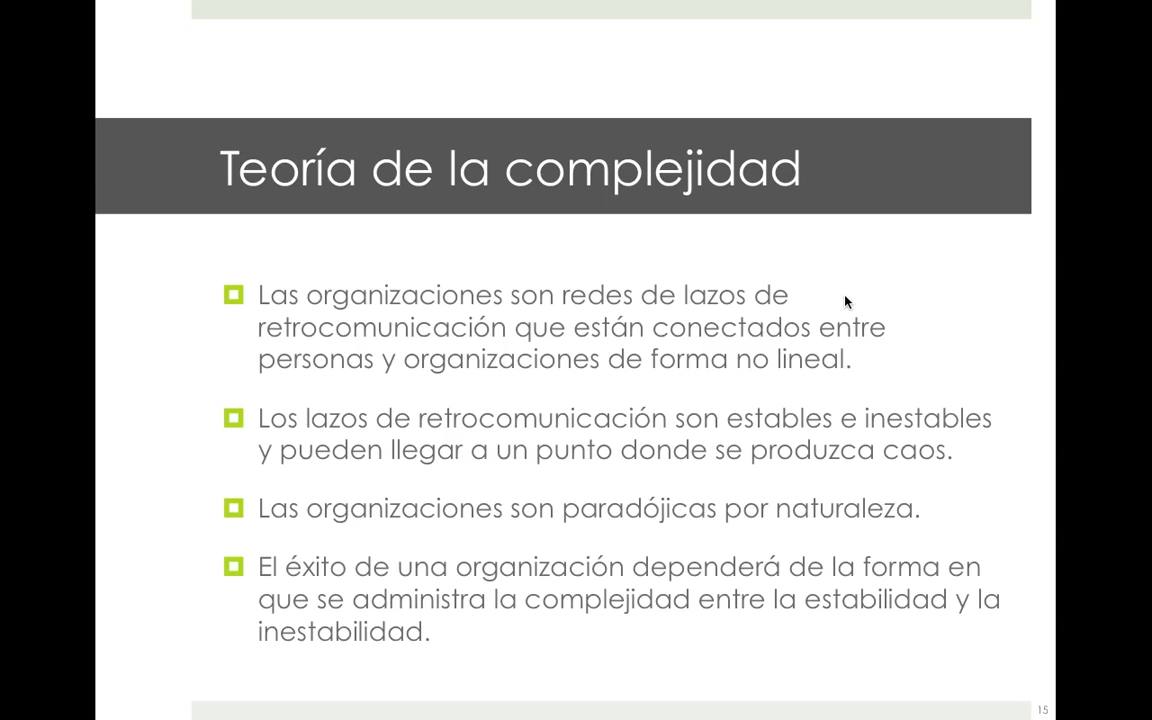 Teoría de la complejidad
Las organizaciones son redes de lazos de
retrocomunicación que están conectados entre
personas y organizaciones de forma no lineal.
Los lazos de retrocomunicación son estables e inestables
y pueden llegar a un punto donde se produzca caos.
Las organizaciones son paradójicas por naturaleza.
El éxito de una organización dependerá de la forma en
que se administra la complejidad entre la estabilidad y la
inestabilidad.
15